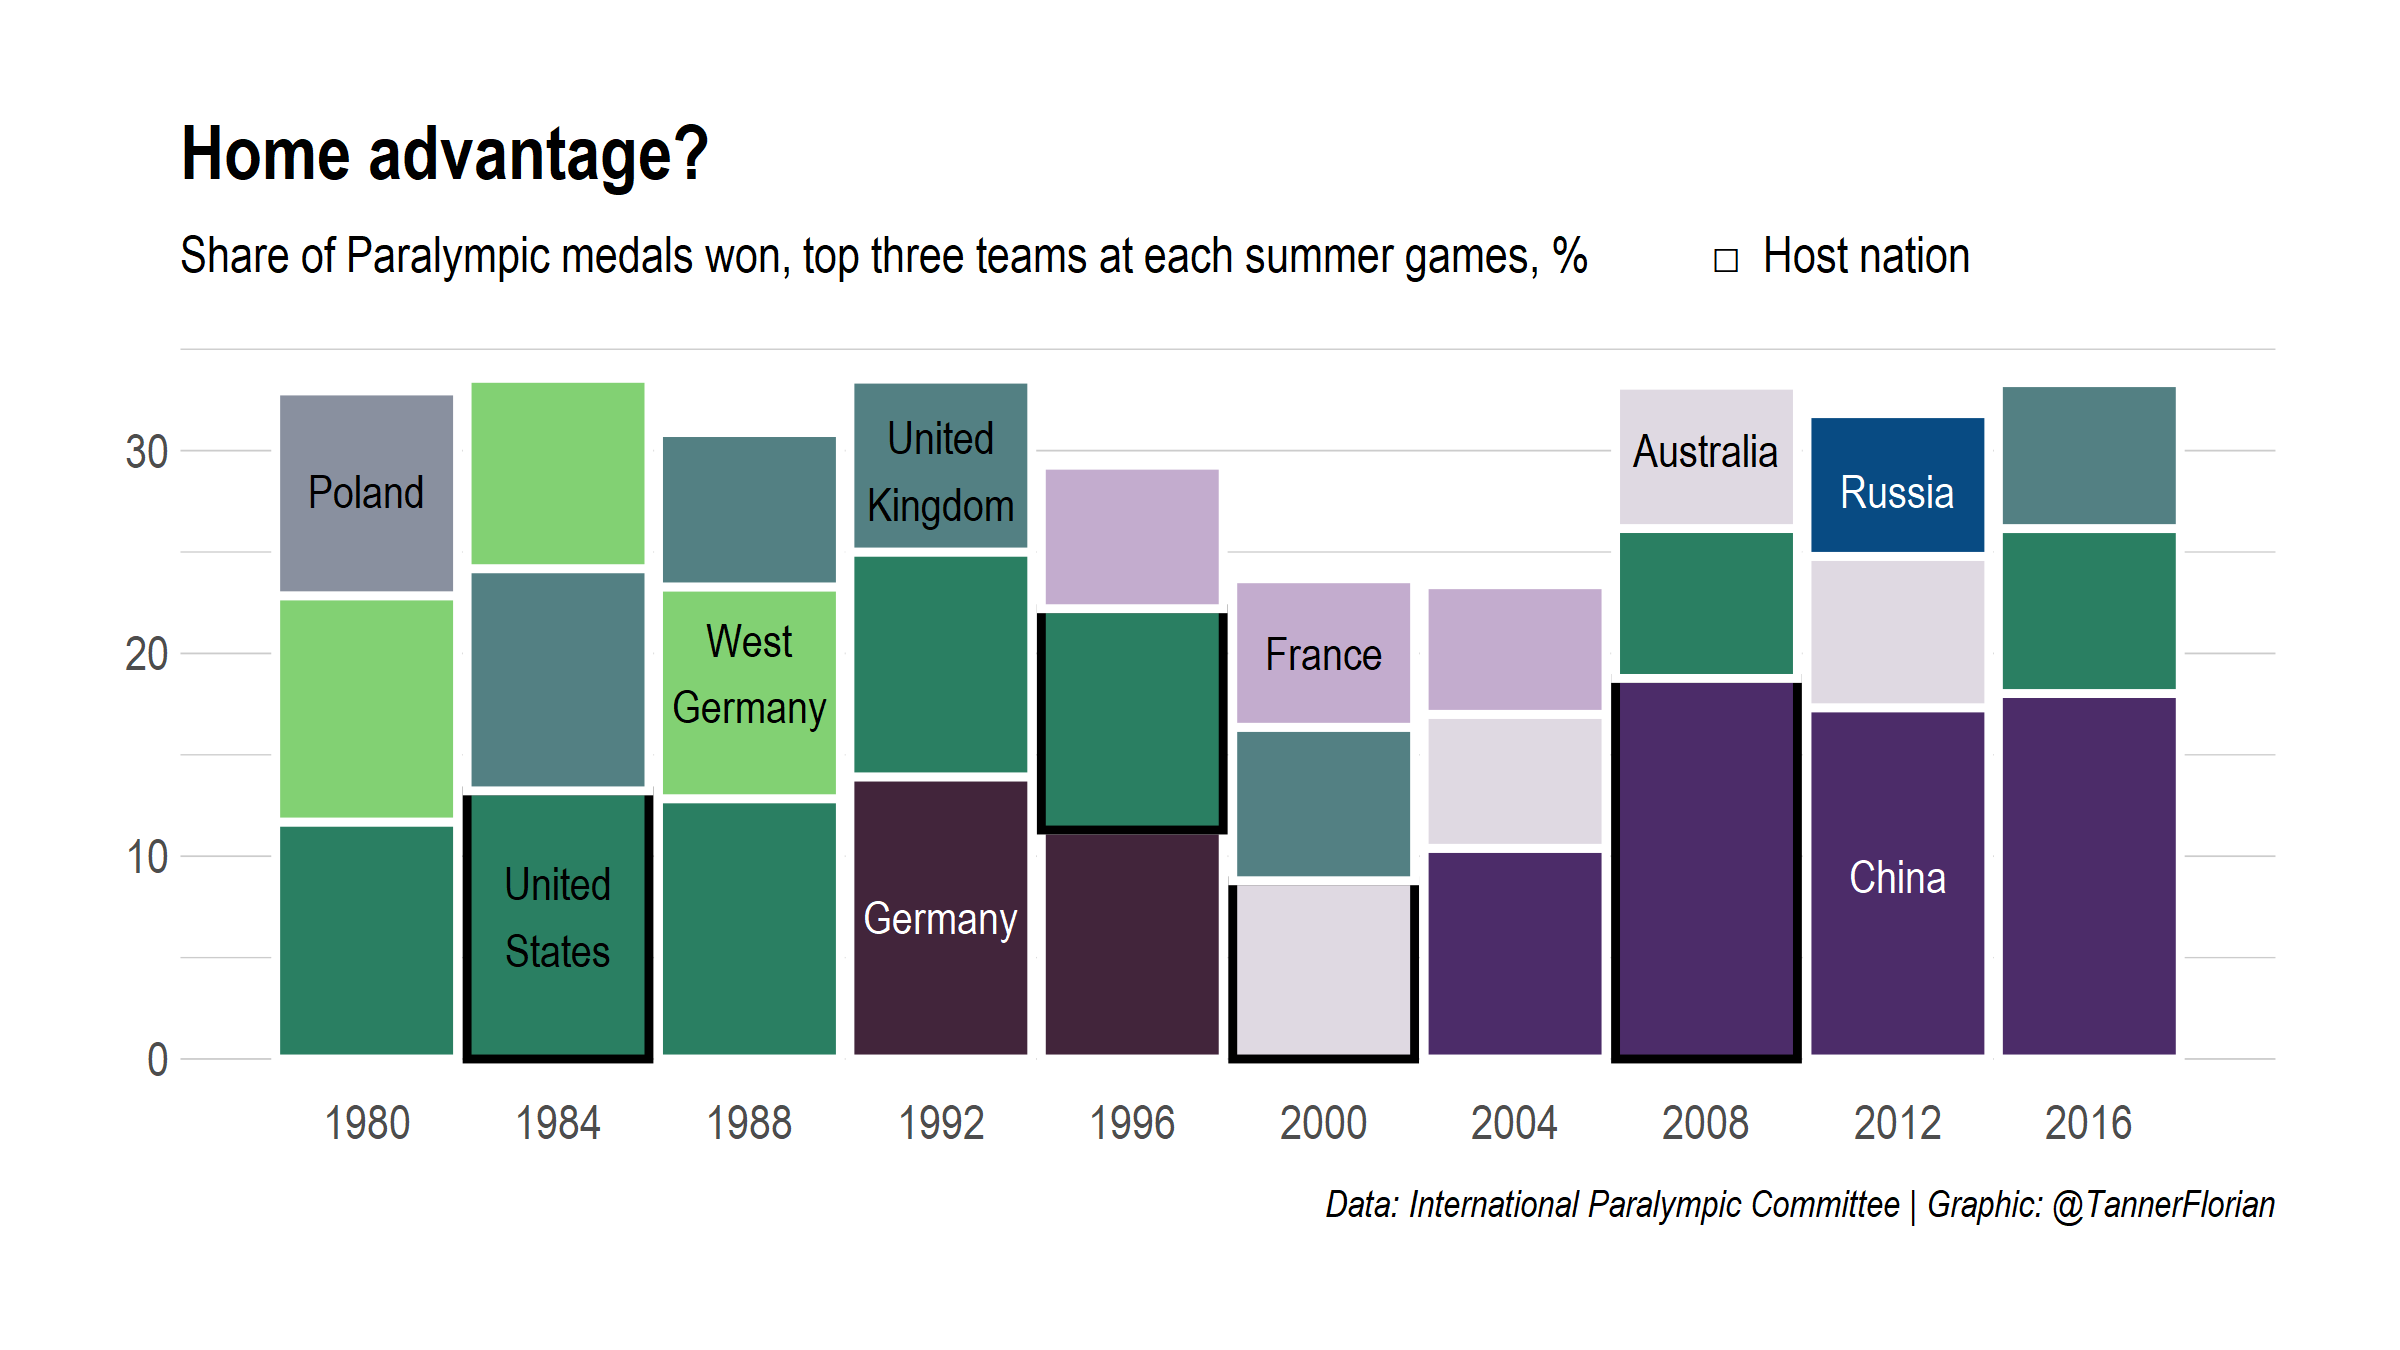 Home advantage?
Share of Paralympic medals won, top three teams at each summer games, %
□ Host nation
30
20
10
0
Poland
United
States
West
Germany
United
Kingdom
Germany
France
Australia
Russia
China
1980
1984
1988
1992
1996
2000
2004
2008
2012
2016
Data: International Paralympic Committee | Graphic: @TannerFlorian